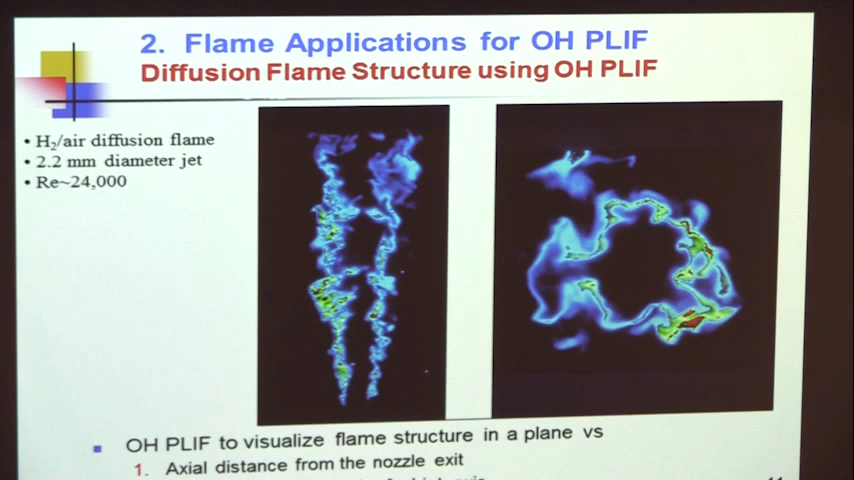 2. Flame Applications for OH PLIF
Diffusion Flame Structure using OH PLIF
• H₂/air diffusion flame
• 2.2 mm diameter jet
• Re~24,000
OH PLIF to visualize flame structure in a plane vs
1. Axial distance from the nozzle exit